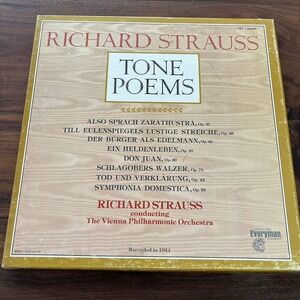 RICHARD STRAUSS
TONE
POEMS
ALSO SPRACH ZARATHUSTRA, Op. 30
TILL EULENSPIEGELS LUSTIGE STREICHE, Op. 28
DER BÜRGER ALS EDELMANN, Op. 60
EIN HELDENLEBEN, Op. 40
DON JUAN, Op. 20
SCHLAGOBERS WALZER, Op. 70
TOD UND VERKLÄRUNG, Op. 24
SYMPHONIA DOMESTICA, Op. 53
RICHARD STRAUSS
conducting
The Vienna Philharmonic Orchestra
Recorded in 1944
Everyman